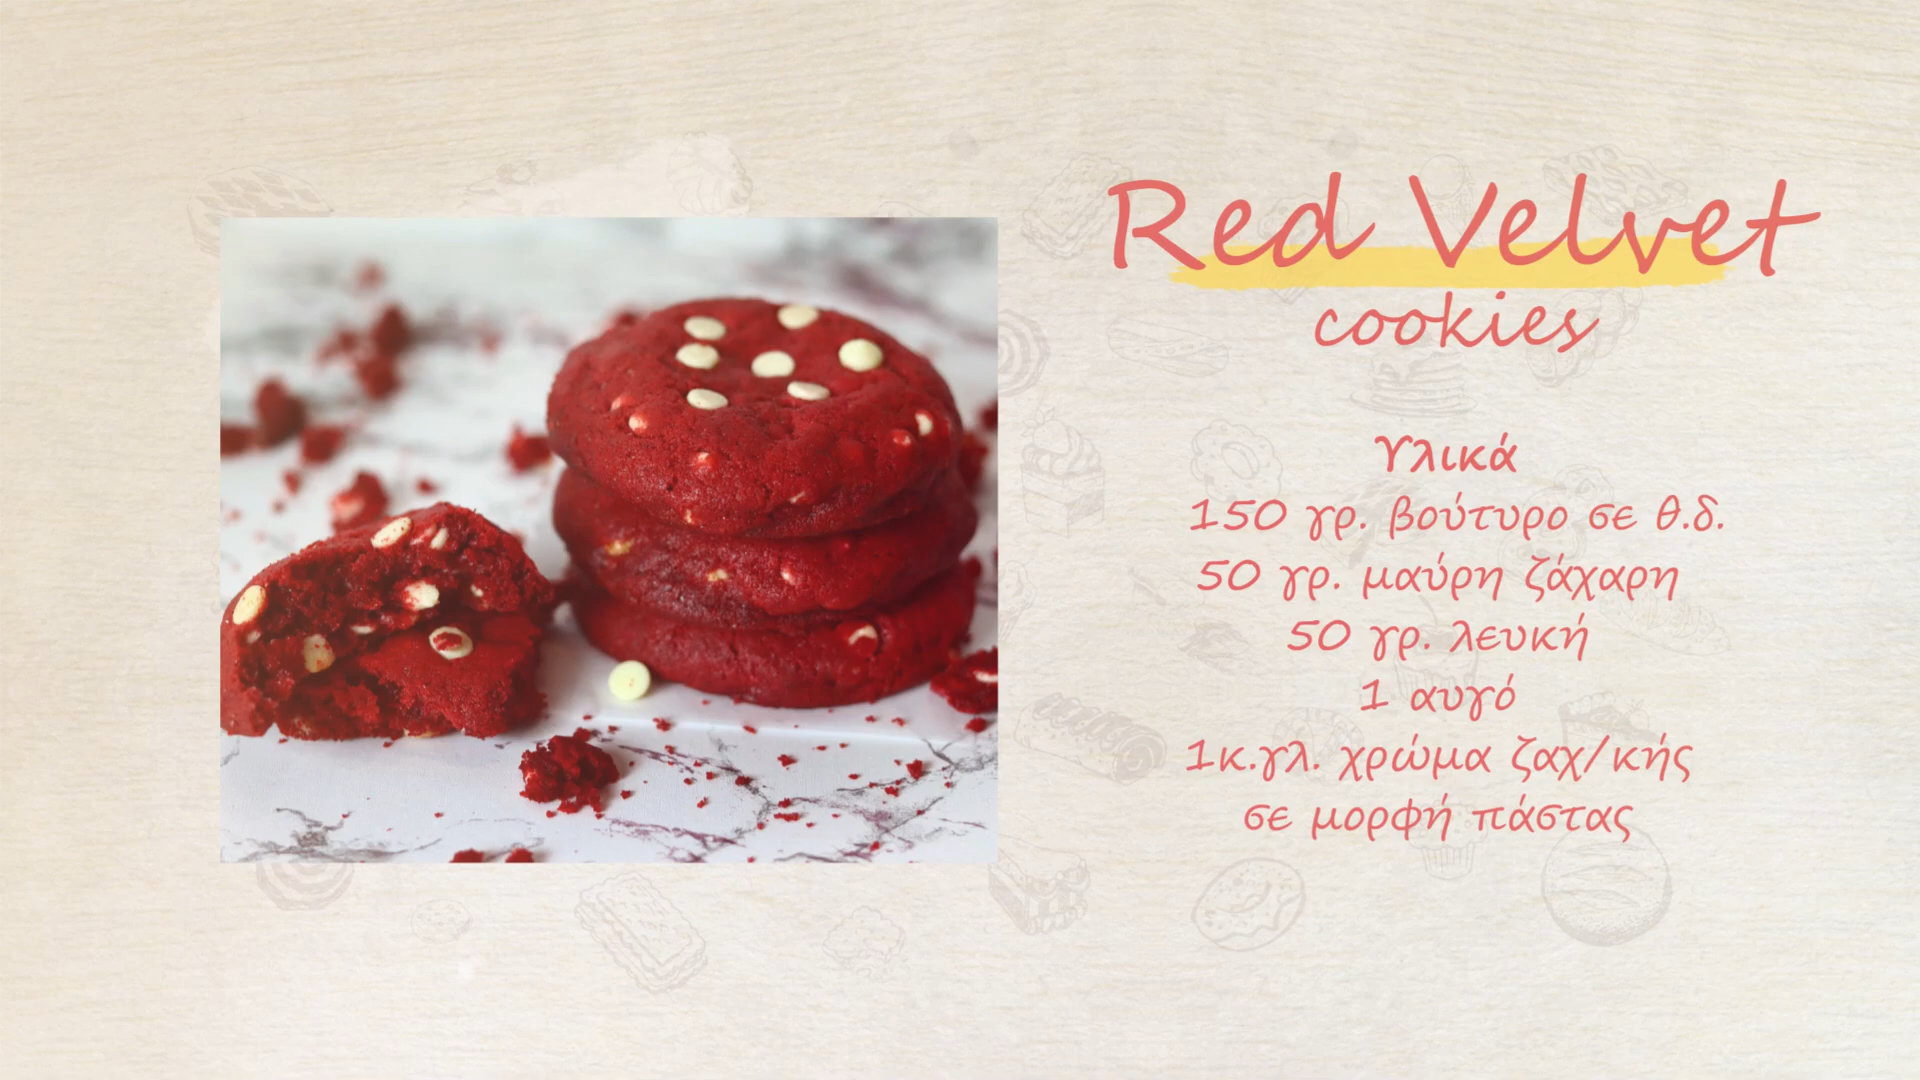 Red Velvet
cookies
Υλικά
150 γρ. βούτυρο σε θ.δ.
50 γρ. μαύρη ζάχαρη
50 γρ. λευκή
1 αυγό
1κ.γλ. χρώμα ζαχ/κής
σε μορφή πάστας